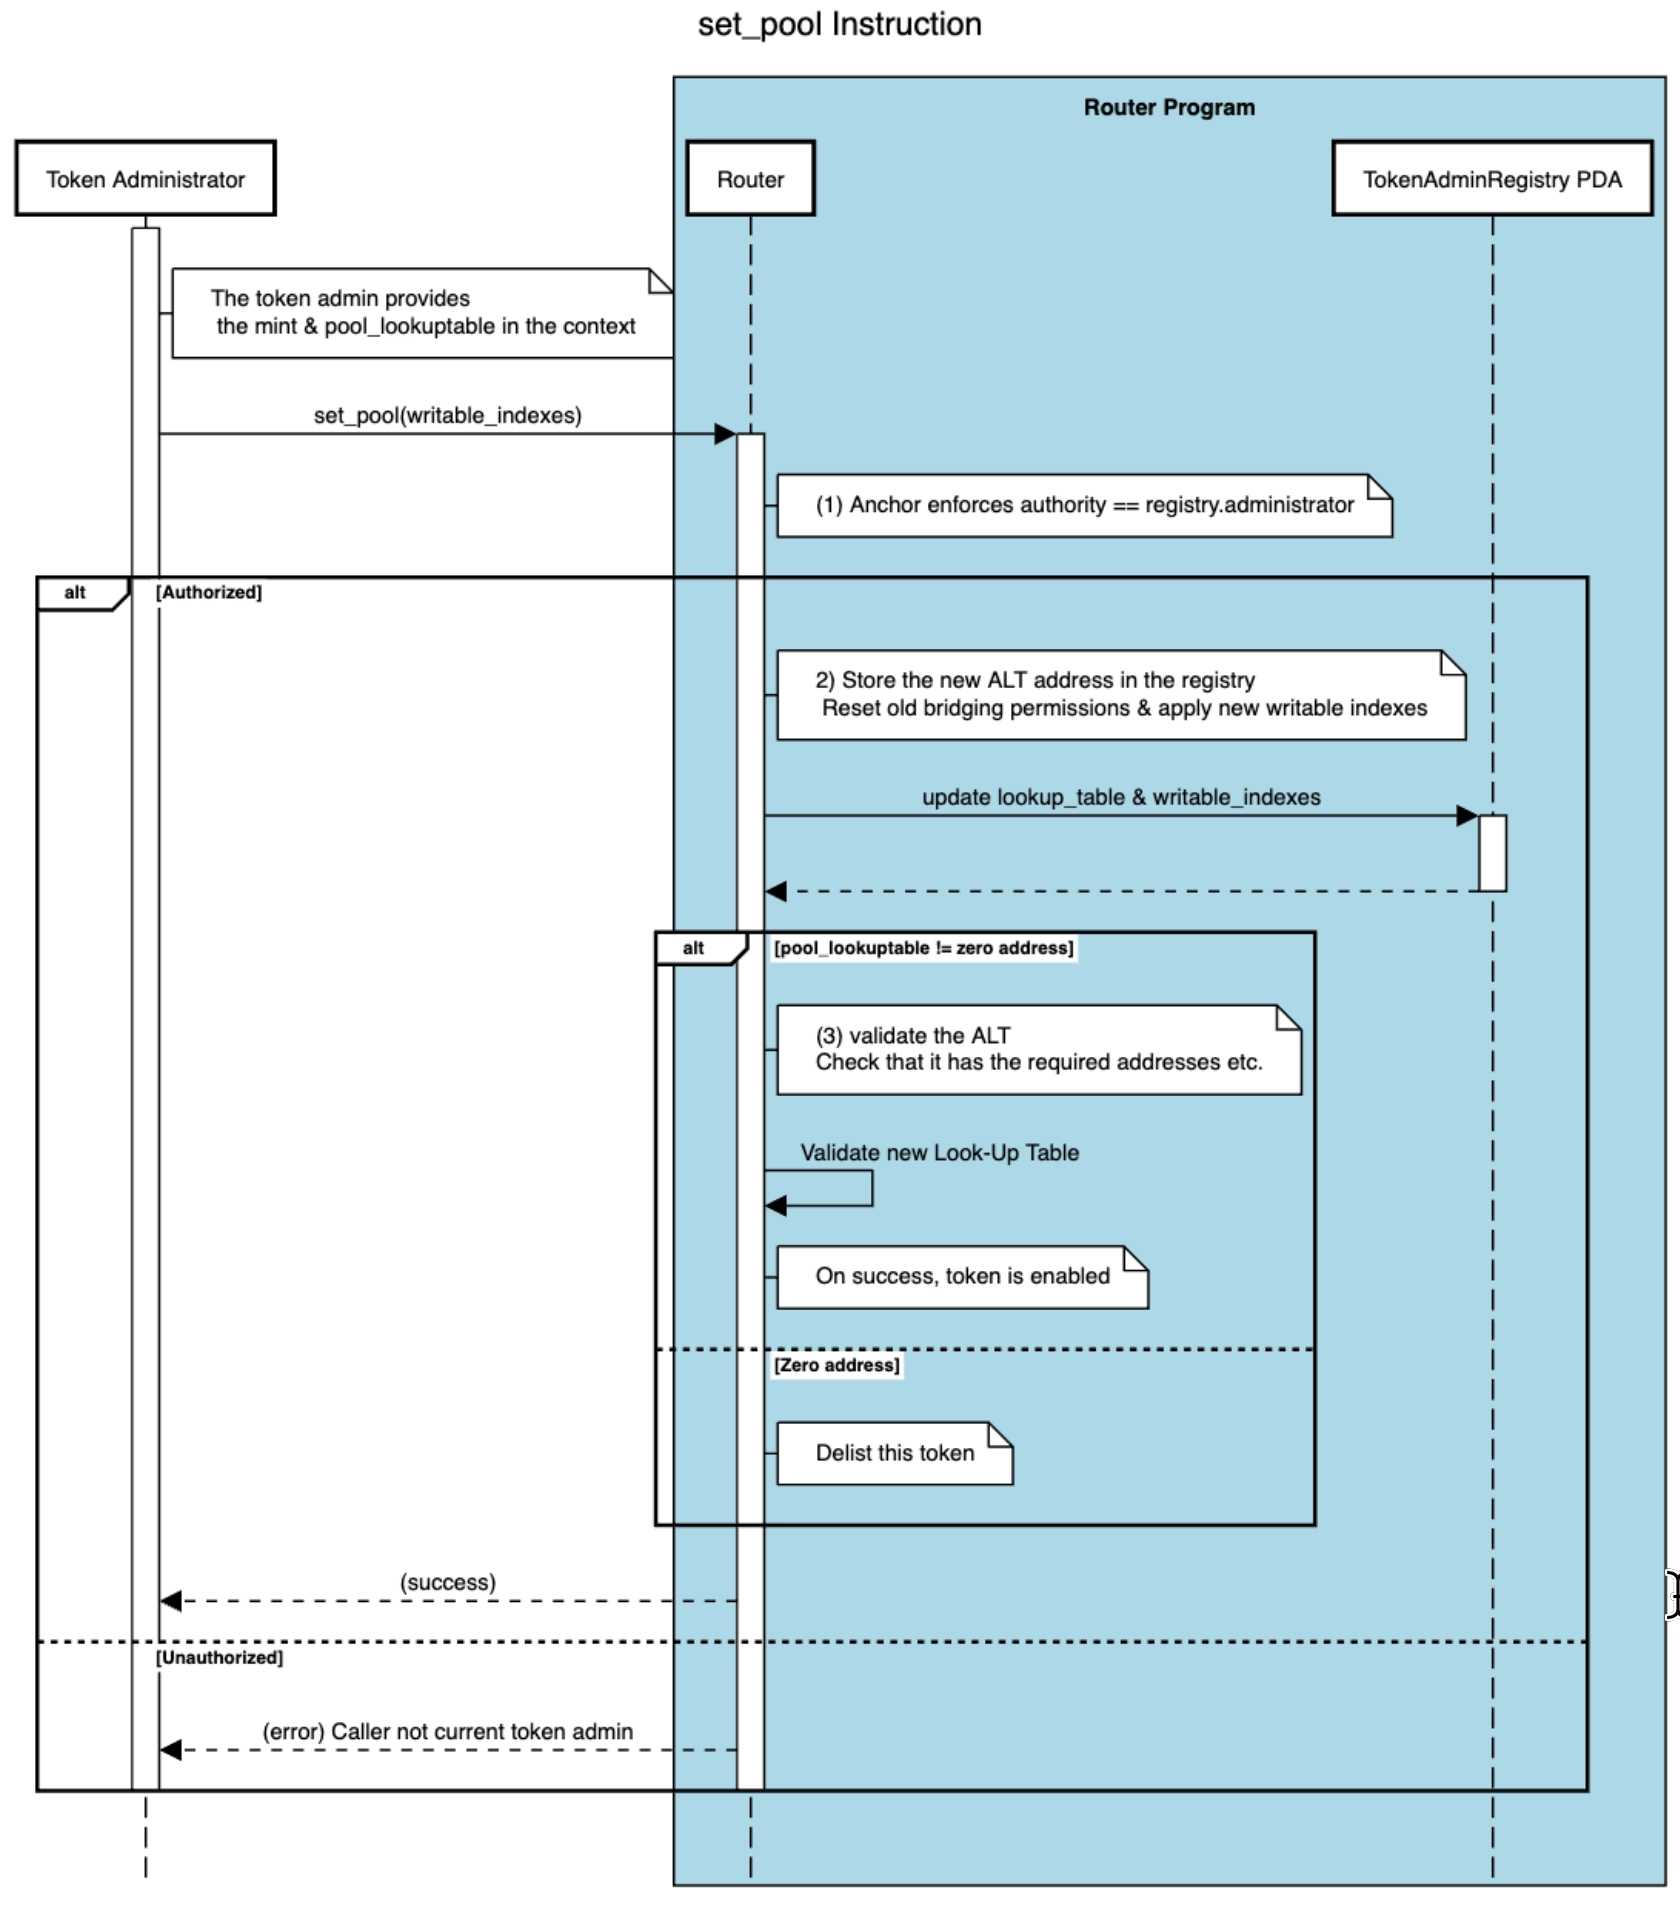 set_pool Instruction
Router Program
Token Administrator
Router
TokenAdminRegistry PDA
The token admin provides
the mint & pool_lookuptable in the context
set_pool(writable_indexes)
(1) Anchor enforces authority == registry.administrator
alt
[Authorized]
2) Store the new ALT address in the registry
Reset old bridging permissions & apply new writable indexes
update lookup_table & writable_indexes
alt
[pool_lookuptable != zero address]
(3) validate the ALT
Check that it has the required addresses etc.
Validate new Look-Up Table
On success, token is enabled
[Zero address]
Delist this token
(success)
[Unauthorized]
(error) Caller not current token admin